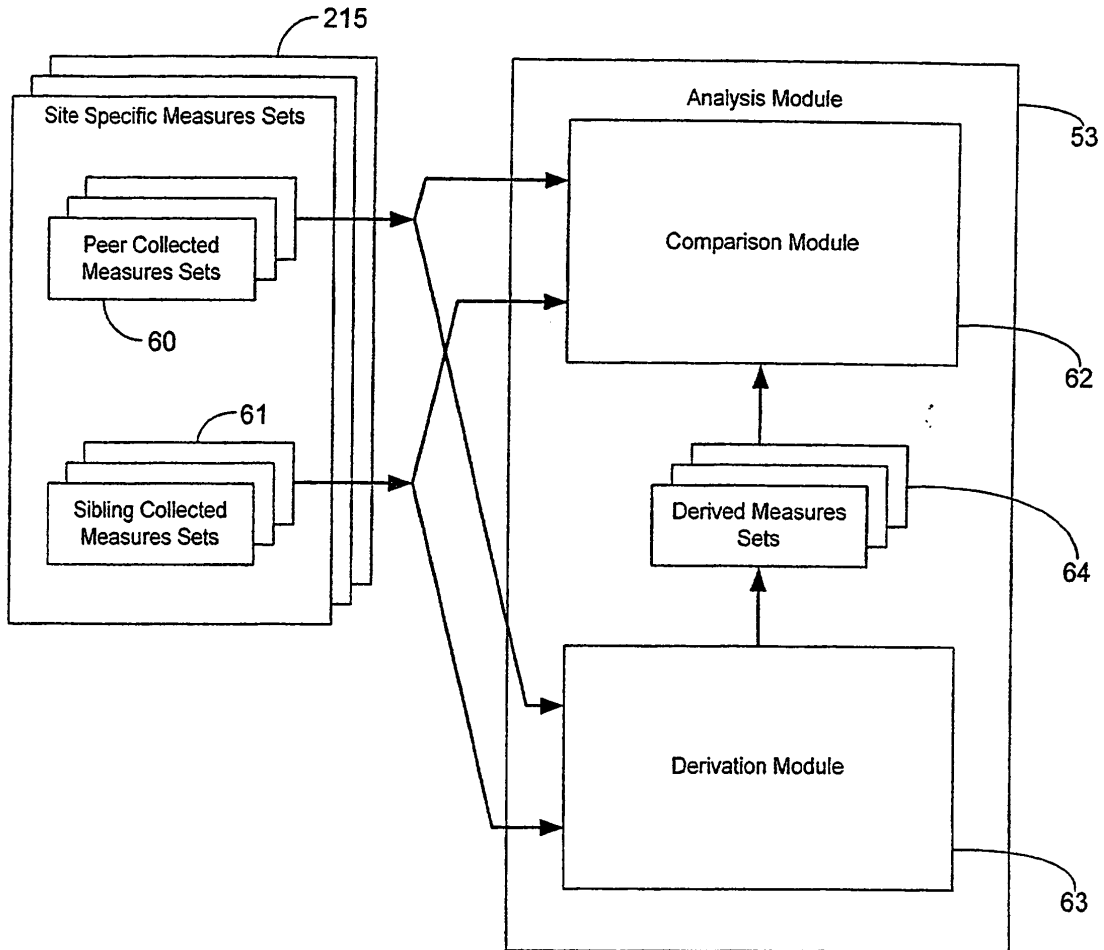 215
Site Specific Measures Sets
Peer Collected
Measures Sets
60
61
Sibling Collected
Measures Sets
Analysis Module
53
Comparison Module
62
Derived Measures
Sets
64
Derivation Module
63